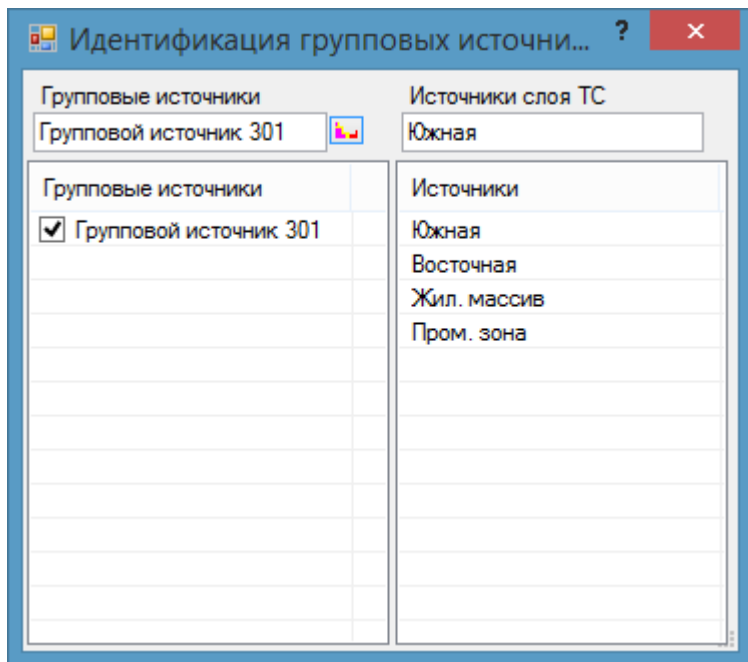 Идентификация групповых источни... ? ×
Групповые источники Источники слоя ТС
Групповой источник 301 Южная
Групповые источники Источники
Групповой источник 301 Южная
Восточная
Жил. массив
Пром. зона